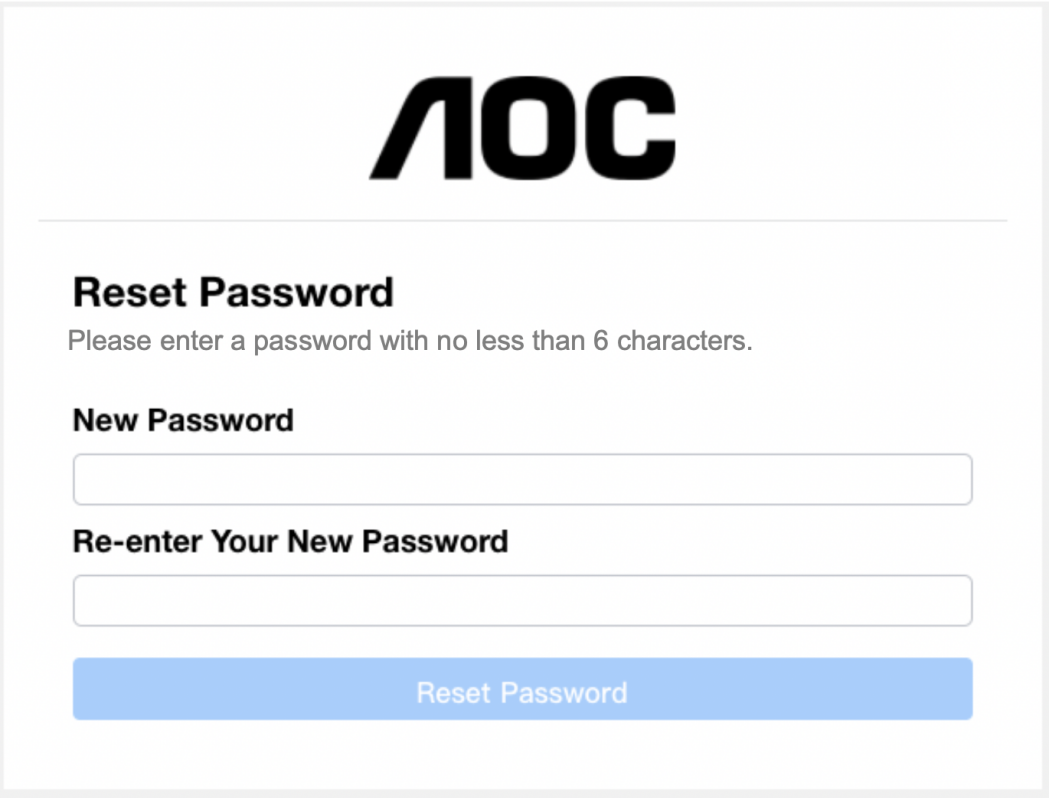 AOC
Reset Password
Please enter a password with no less than 6 characters.
New Password
Re-enter Your New Password
Reset Password